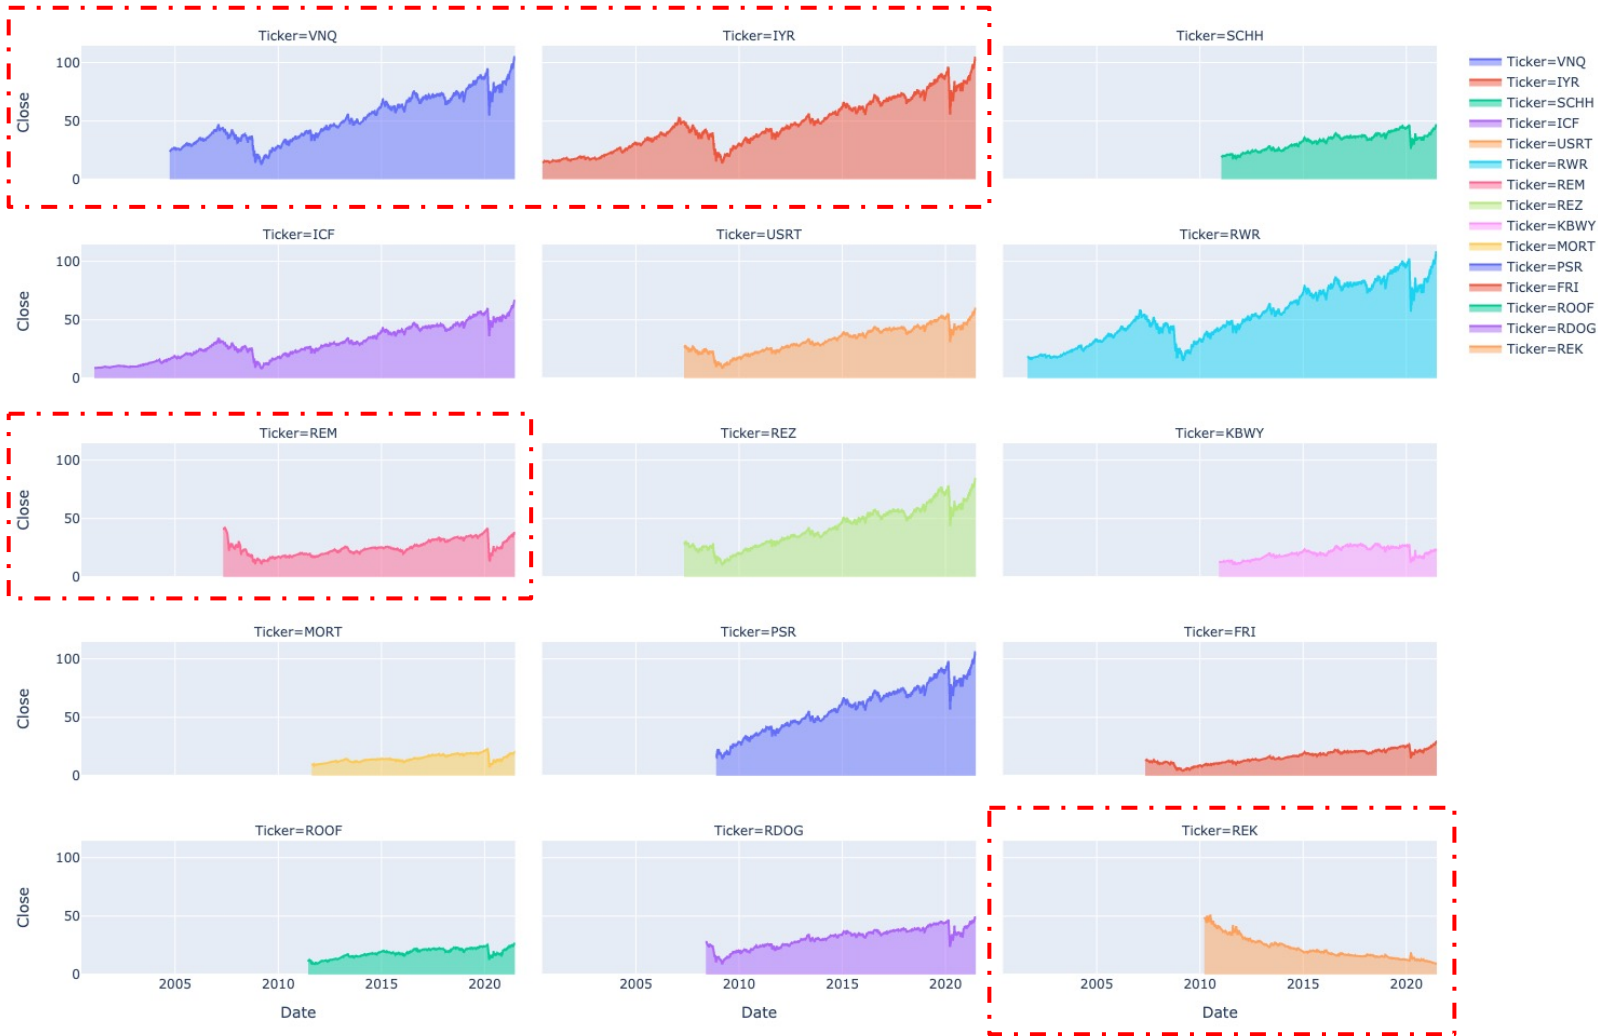 Ticker=VNQ
Ticker=IYR
Ticker=SCHH
Close
100
50
0
Ticker=ICF
Ticker=USRT
Ticker=RWR
Close
100
50
0
Ticker=REM
Ticker=REZ
Ticker=KBWY
Close
100
50
0
Ticker=MORT
Ticker=PSR
Ticker=FRI
Close
100
50
0
Ticker=ROOF
Ticker=RDOG
Ticker=REK
Close
100
50
0
2005 2010 2015 2020
2005 2010 2015 2020
2005 2010 2015 2020
Date
Date
Date
Ticker=VNQ
Ticker=IYR
Ticker=SCHH
Ticker=ICF
Ticker=USRT
Ticker=RWR
Ticker=REM
Ticker=REZ
Ticker=KBWY
Ticker=MORT
Ticker=PSR
Ticker=FRI
Ticker=ROOF
Ticker=RDOG
Ticker=REK